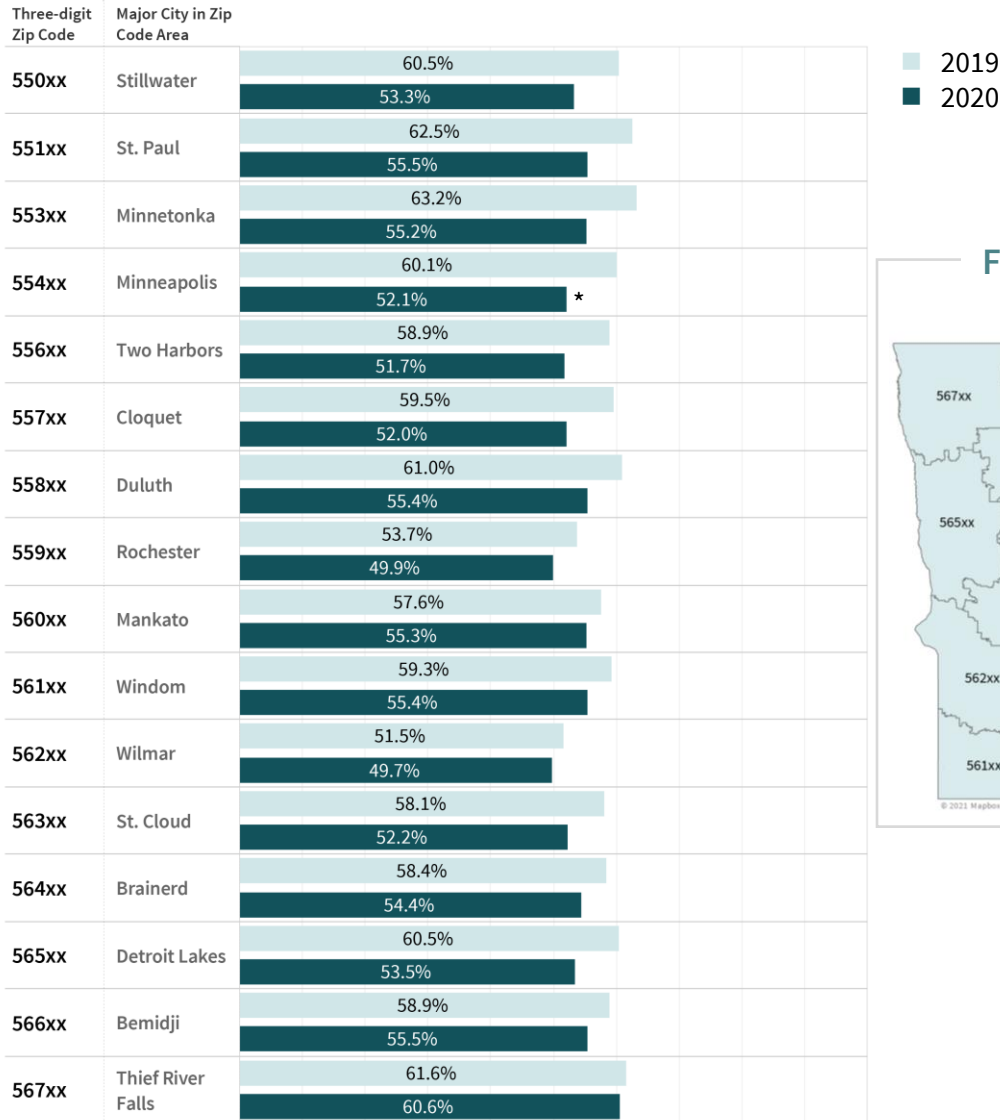 Three-digit Zip Code
Major City in Zip Code Area
2019
2020
550xx Stillwater 60.5% 53.3%
551xx St. Paul 62.5% 55.5%
553xx Minnetonka 63.2% 55.2%
554xx Minneapolis 60.1% 52.1% *
556xx Two Harbors 58.9% 51.7%
557xx Cloquet 59.5% 52.0%
558xx Duluth 61.0% 55.4%
559xx Rochester 53.7% 49.9%
560xx Mankato 57.6% 55.3%
561xx Windom 59.3% 55.4%
562xx Wilmar 51.5% 49.7%
563xx St. Cloud 58.1% 52.2%
564xx Brainerd 58.4% 54.4%
565xx Detroit Lakes 60.5% 53.5%
566xx Bemidji 58.9% 55.5%
567xx Thief River Falls 61.6% 60.6%
F
567xx
565xx
562xx
561xx
© 2021 Mapbox